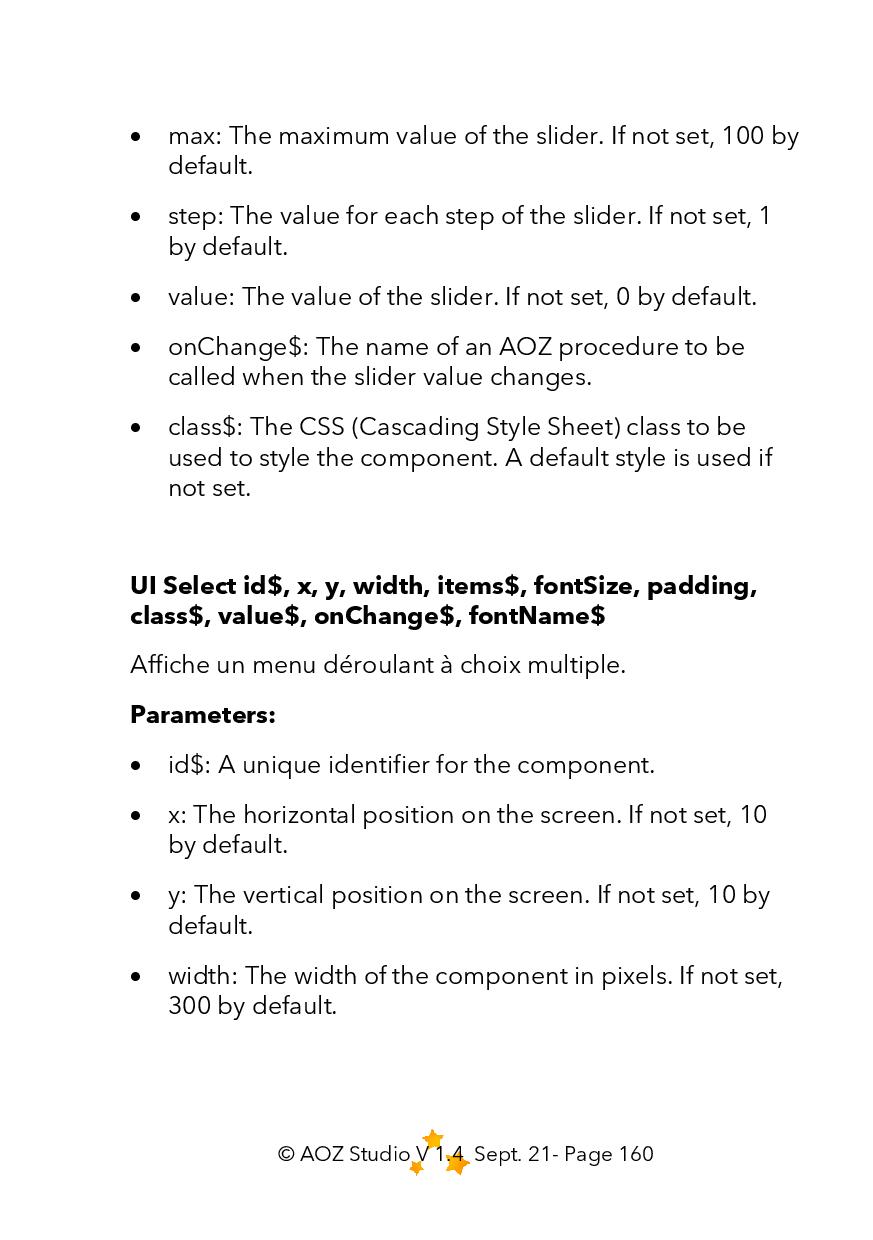 • max: The maximum value of the slider. If not set, 100 by
default.
• step: The value for each step of the slider. If not set, 1
by default.
• value: The value of the slider. If not set, 0 by default.
• onChange$: The name of an AOZ procedure to be
called when the slider value changes.
• class$: The CSS (Cascading Style Sheet) class to be
used to style the component. A default style is used if
not set.
UI Select id$, x, y, width, items$, fontSize, padding,
class$, value$, onChange$, fontName$
Affiche un menu déroulant à choix multiple.
Parameters:
• id$: A unique identifier for the component.
• x: The horizontal position on the screen. If not set, 10
by default.
• y: The vertical position on the screen. If not set, 10 by
default.
• width: The width of the component in pixels. If not set,
300 by default.
© AOZ Studio V 1.4 Sept. 21- Page 160